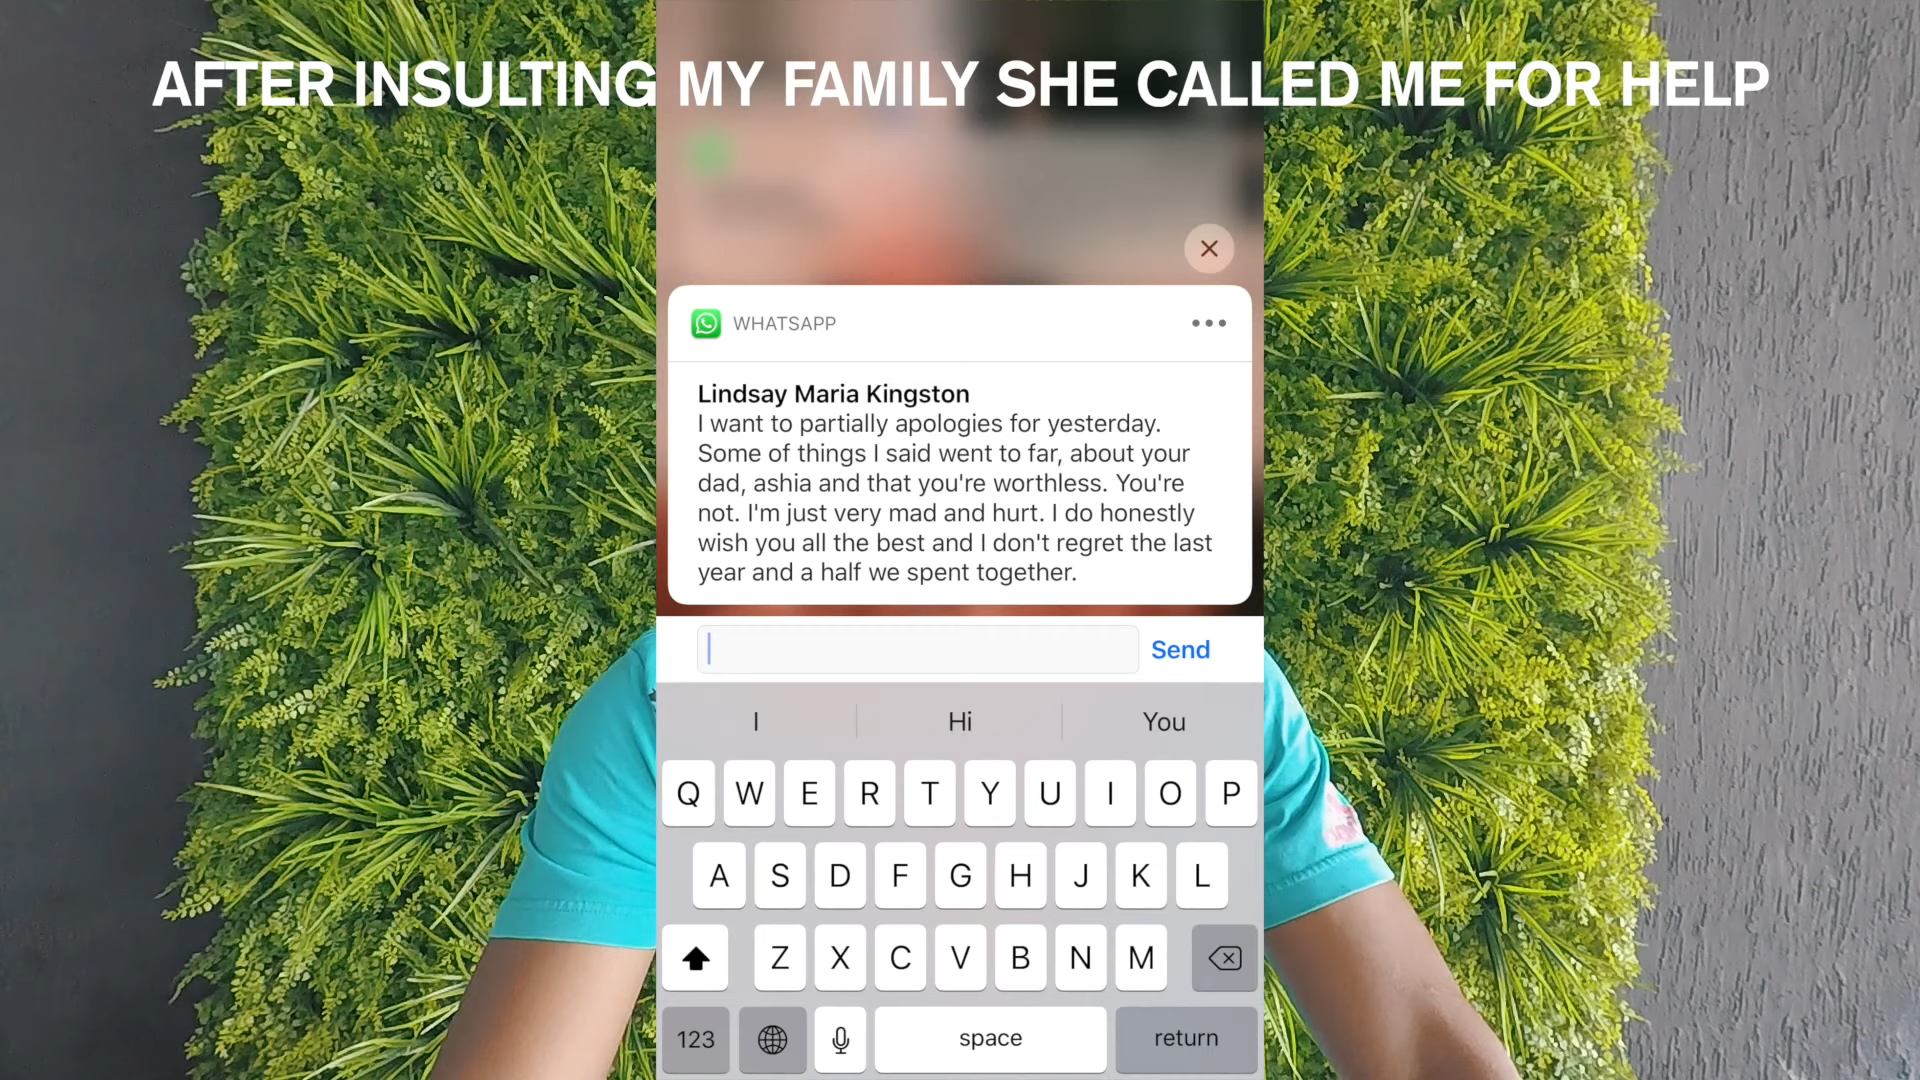 AFTER INSULTING MY FAMILY SHE CALLED ME FOR HELP
WHATSAPP
Lindsay Maria Kingston
I want to partially apologies for yesterday.
Some of things I said went to far, about your
dad, ashia and that you're worthless. You're
not. I'm just very mad and hurt. I do honestly
wish you all the best and I don't regret the last
year and a half we spent together.
Send
I Hi You
Q W E R T Y U I O P
A S D F G H J K L
Z X C V B N M
123 space return